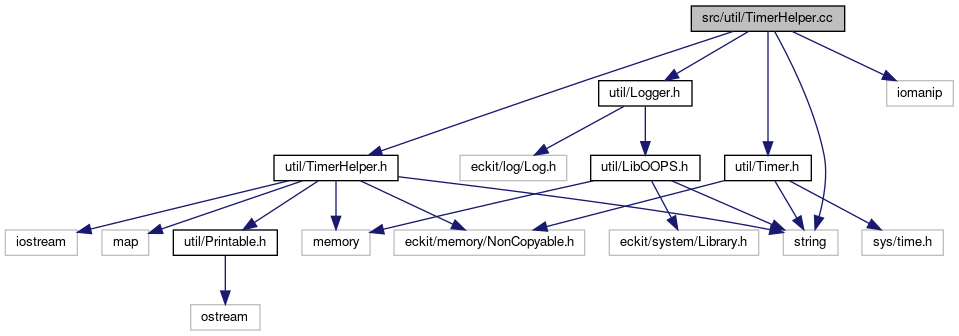 src/util/TimerHelper.cc
util/Logger.h
iomanip
util/TimerHelper.h
eckit/log/Log.h
util/LibOOPS.h
util/Timer.h
iostream
map
util/Printable.h
memory
eckit/memory/NonCopyable.h
eckit/system/Library.h
string
sys/time.h
ostream